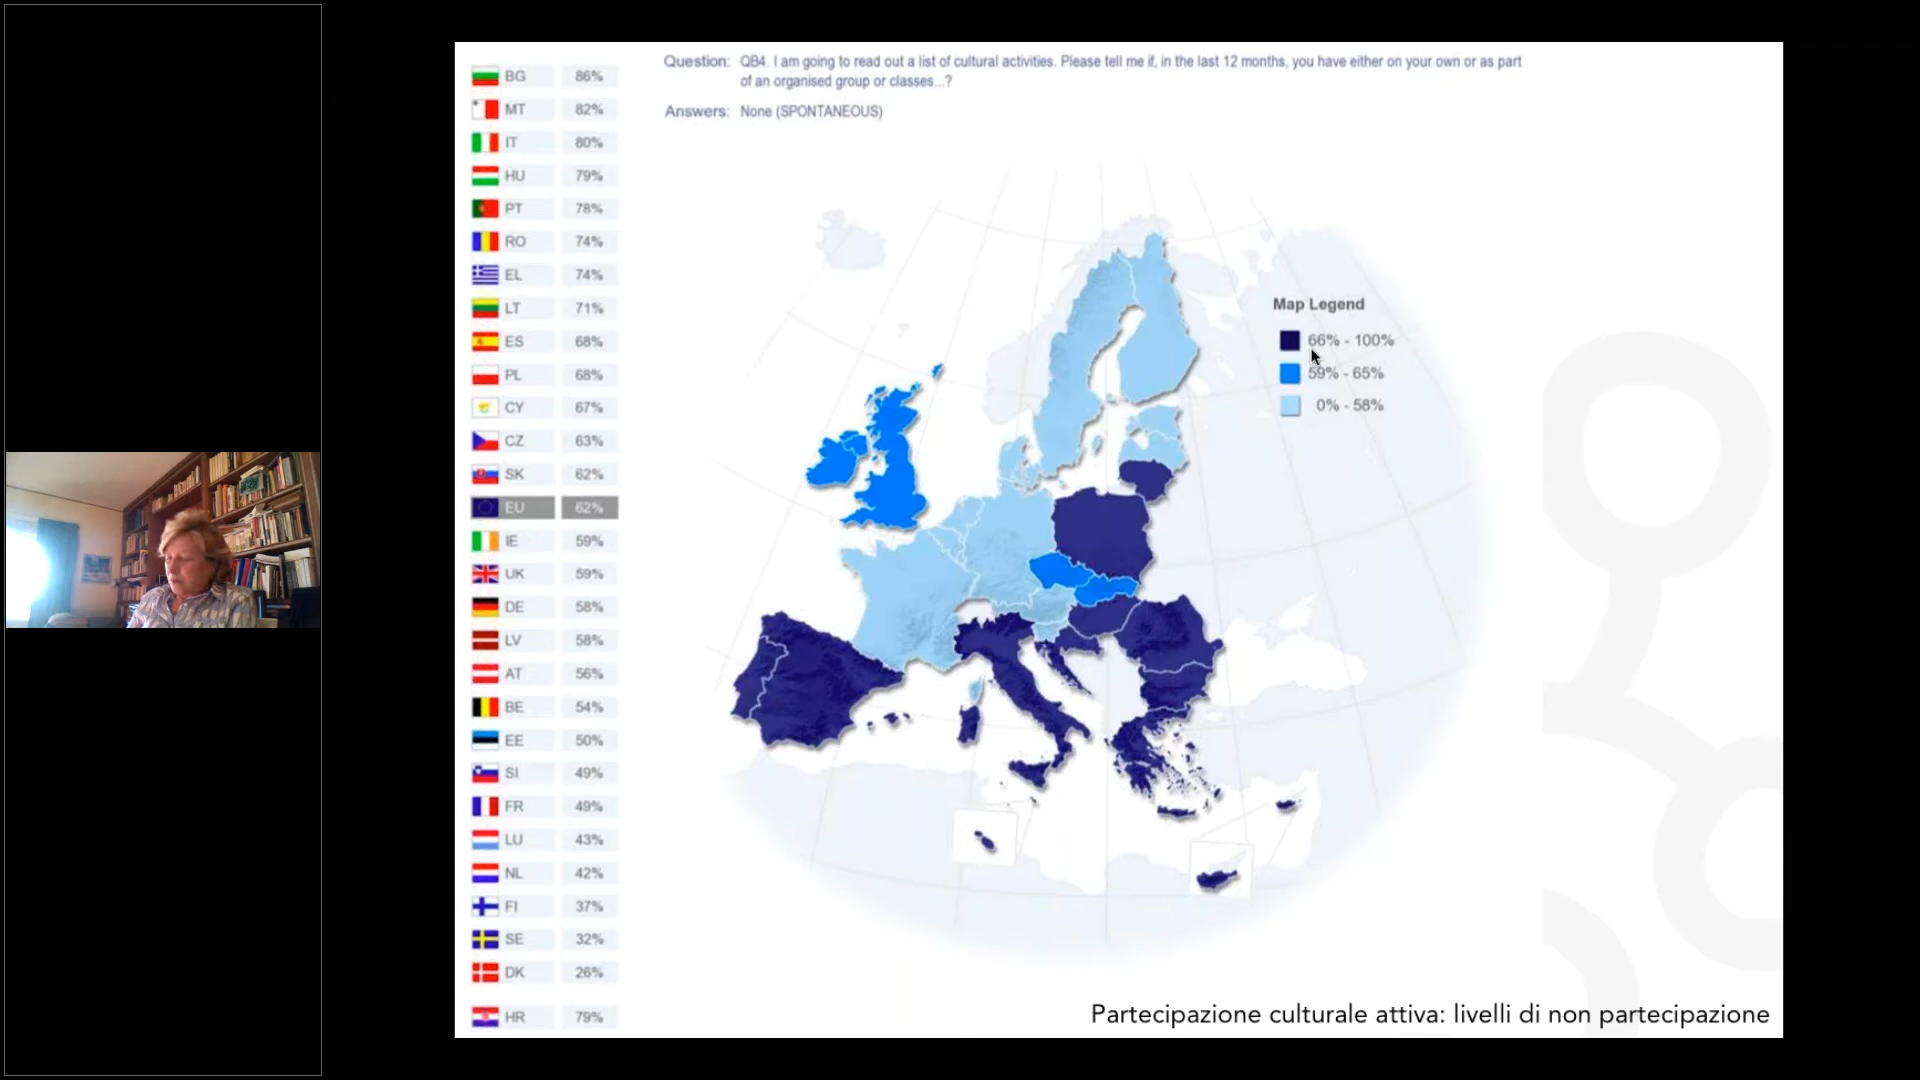 Question: QB4. I am going to read out a list of cultural activities. Please tell me if, in the last 12 months, you have either on your own or as part
of an organised group or classes...?
Answers: None (SPONTANEOUS)
BG 86%
MT 82%
IT 80%
HU 79%
PT 78%
RO 74%
EL 74%
LT 71%
ES 68%
PL 68%
CY 67%
CZ 63%
SK 62%
EU 62%
IE 59%
UK 59%
DE 58%
LV 58%
AT 56%
BE 54%
EE 50%
SI 49%
FR 49%
LU 43%
NL 42%
FI 37%
SE 32%
DK 26%
HR 79%
Map Legend
66% - 100%
59% - 65%
0% - 58%
Partecipazione culturale attiva: livelli di non partecipazione